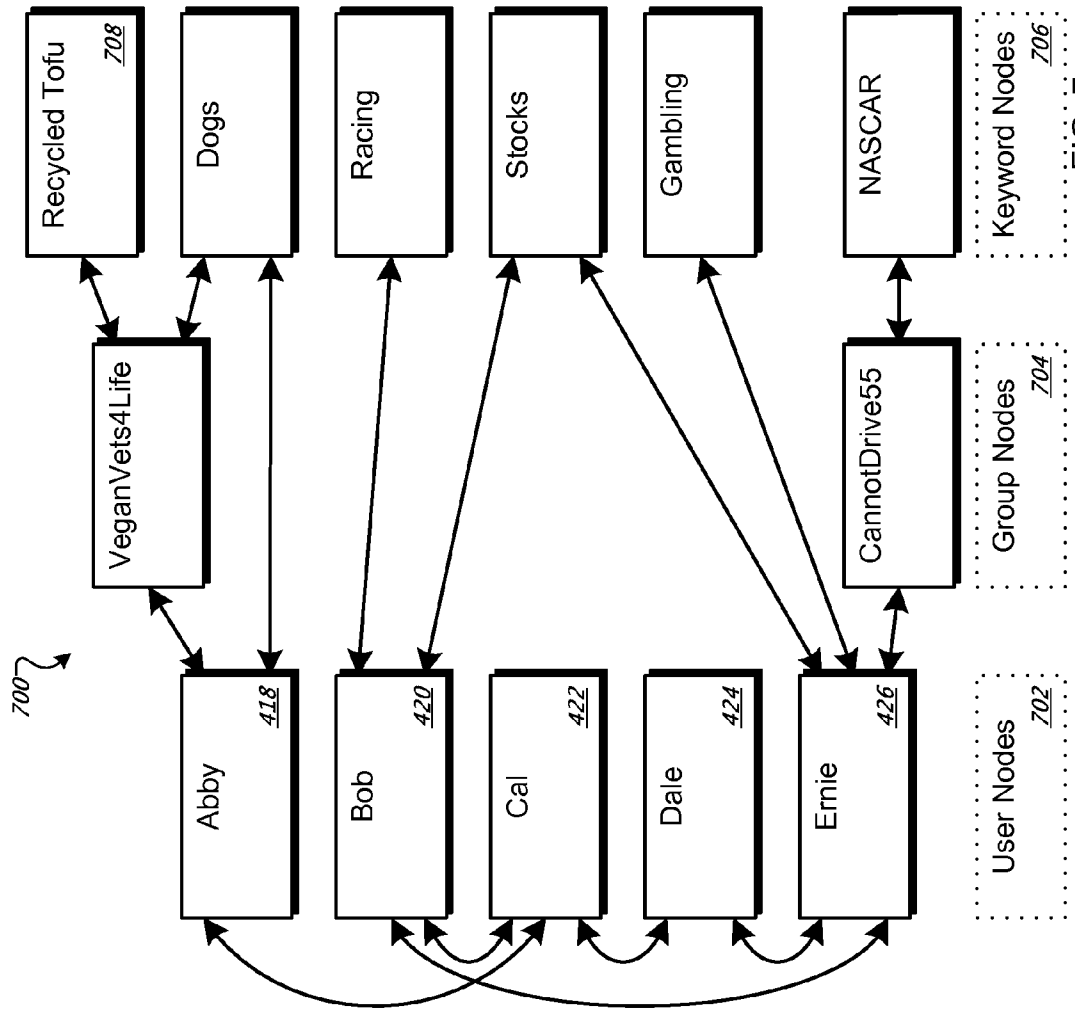 700
Recycled Tofu
708
VeganVets4Life
Abby
418
Dogs
Bob
420
Racing
Cal
422
Stocks
Dale
424
Gambling
Ernie
426
CannotDrive55
NASCAR
User Nodes
702
Group Nodes
704
Keyword Nodes
706